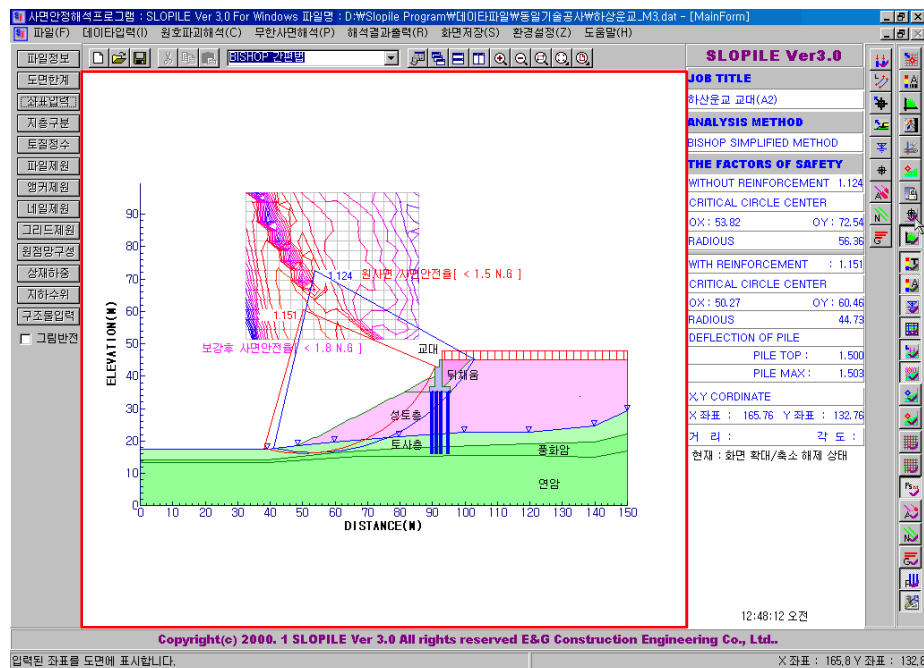 사면안정해석프로그램 : SLOPILE Ver 3.0 For Windows 파일명 : D:₩Slopile Program₩데이타파일₩동일기술공사₩하상운교_M3.dat - [MainForm]
파일(F) 데이타입력(I) 원호파괴해석(C) 무한사면해석(P) 해석결과출력(R) 화면저장(S) 환경설정(Z) 도움말(H)
파일정보
도면한계
좌표입력
지층구분
토질정수
파일제원
앵커제원
네일제원
그리드제원
원점망구성
상재하중
지하수위
구조물입력
그림반전
BISHOP 간편법
ELEVATION(M)
90
80
70
60
50
40
30
20
10
0
0 10 20 30 40 50 60 70 80 90 100 110 120 130 140 150
DISTANCE(M)
1.124 원사면 사면안전율[ < 1.5 N.G ]
1.151
보강후 사면안전율[ < 1.8 N.G ]
교대
뒤채움
성토층
토사층
풍화암
연암
SLOPILE Ver3.0
JOB TITLE
하산운교 교대(A2)
ANALYSIS METHOD
BISHOP SIMPLIFIED METHOD
THE FACTORS OF SAFETY
WITHOUT REINFORCEMENT 1.124
CRITICAL CIRCLE CENTER
OX : 53.82 OY : 72.54
RADIOUS 56.36
WITH REINFORCEMENT : 1.151
CRITICAL CIRCLE CENTER
OX : 50.27 OY : 60.46
RADIOUS 44.73
DEFLECTION OF PILE
PILE TOP : 1.500
PILE MAX : 1.503
X,Y CORDINATE
X 좌표 : 165.76 Y 좌표 : 132.76
거 리 : 각 도 :
현재 : 화면 확대/축소 해제 상태
12:48:12 오전
Copyright(c) 2000. 1 SLOPILE Ver 3.0 All rights reserved E&G Construction Engineering Co., Ltd..
입력된 좌표를 도면에 표시합니다.
X 좌표 : 165.8 Y 좌표 : 132.8